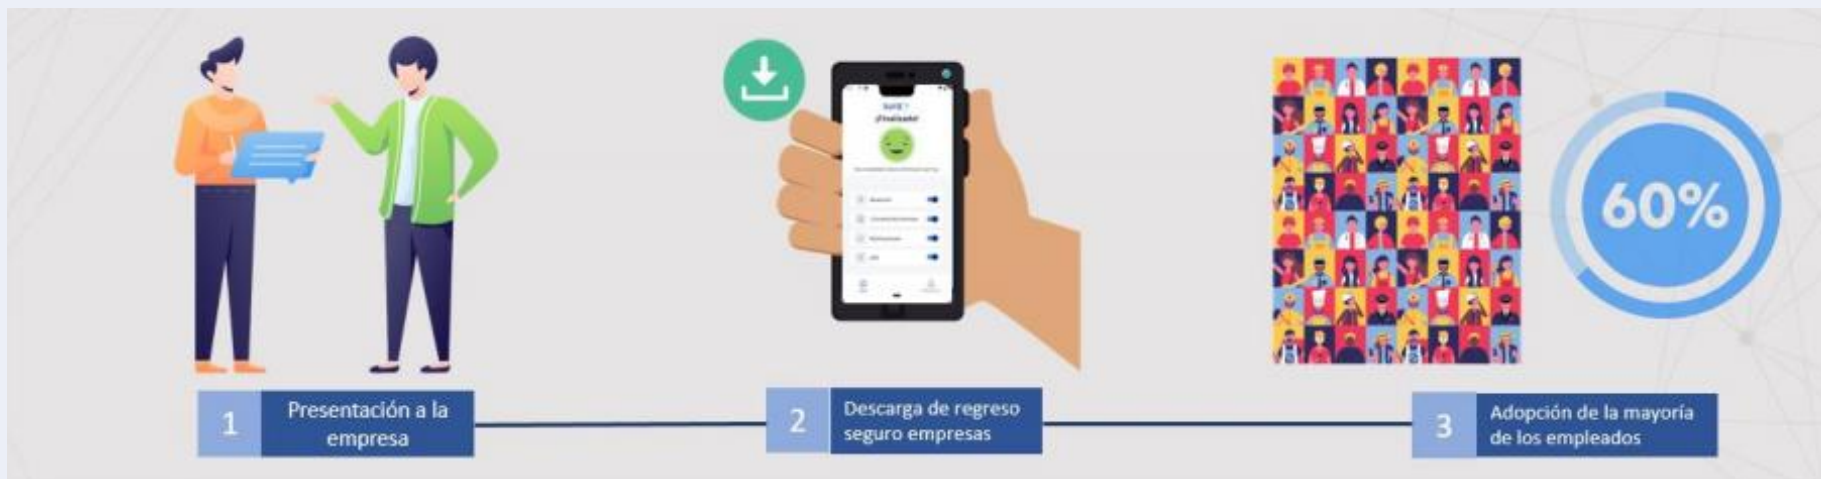 ¡Finalizado!
60%
1
Presentación a la
empresa
2
Descarga de regreso
seguro empresas
3
Adopción de la mayoría
de los empleados